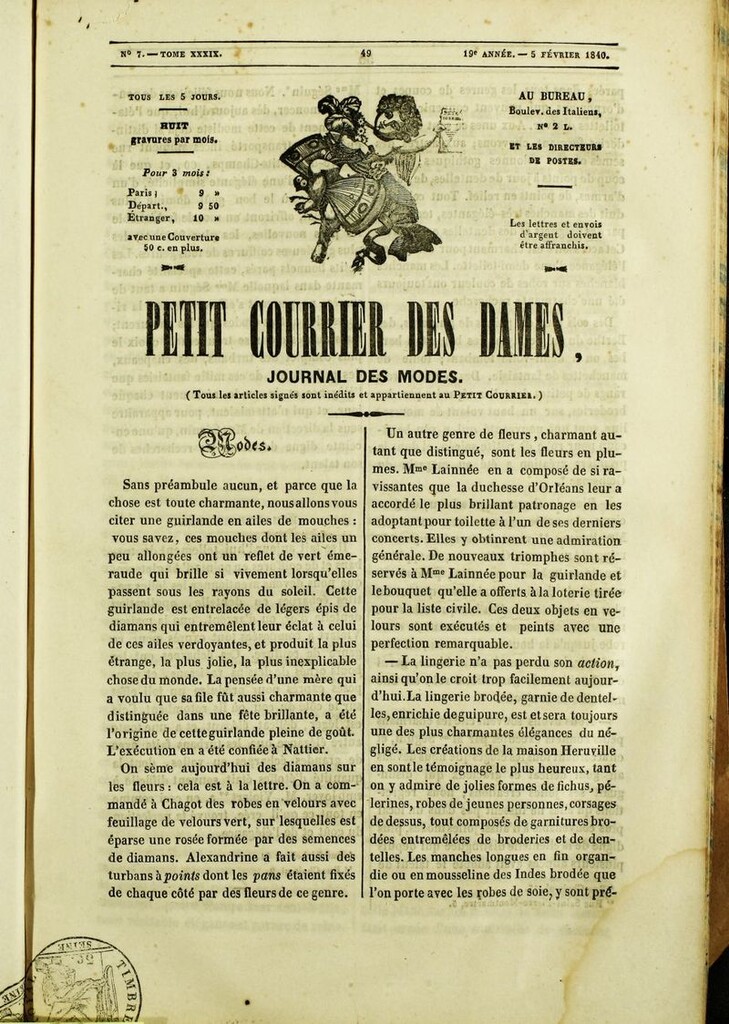 Nº 7. — TOME XXXIX.
49
19e ANNÉE. — 5 FÉVRIER 1840.
TOUS LES 5 JOURS.
HUIT
gravures par mois.
Pour 3 mois :
Paris, 9 »
Départ., 9 50
Étranger, 10 »
avec une Couverture
50 c. en plus.
AU BUREAU,
Boulev. des Italiens,
Nº 2 L.
ET LES DIRECTEURS
DE POSTES.
Les lettres et envois
d'argent doivent
être affranchis.
PETIT COURRIER DES DAMES,
JOURNAL DES MODES.
( Tous les articles signés sont inédits et appartiennent au PETIT COURRIER. )
Modes.
Sans préambule aucun, et parce que la
chose est toute charmante, nous allons vous
citer une guirlande en ailes de mouches :
vous savez, ces mouches dont les ailes un
peu allongées ont un reflet de vert éme-
raude qui brille si vivement lorsqu'elles
passent sous les rayons du soleil. Cette
guirlande est entrelacée de légers épis de
diamans qui entremêlent leur éclat à celui
de ces ailes verdoyantes, et produit la plus
étrange, la plus jolie, la plus inexplicable
chose du monde. La pensée d'une mère qui
a voulu que sa file fût aussi charmante que
distinguée dans une fête brillante, a été
l'origine de cette guirlande pleine de goût.
L'exécution en a été confiée à Nattier.
On sème aujourd'hui des diamans sur
les fleurs : cela est à la lettre. On a com-
mandé à Chagot des robes en velours avec
feuillage de velours vert, sur lesquelles est
éparse une rosée formée par des semences
de diamans. Alexandrine a fait aussi des
turbans à points dont les pans étaient fixés
de chaque côté par des fleurs de ce genre.
Un autre genre de fleurs, charmant au-
tant que distingué, sont les fleurs en plu-
mes. Mme Lainnée en a composé de si ra-
vissantes que la duchesse d'Orléans leur a
accordé le plus brillant patronage en les
adoptant pour toilette à l'un de ses derniers
concerts. Elles y obtinrent une admiration
générale. De nouveaux triomphes sont ré-
servés à Mme Lainnée pour la guirlande et
le bouquet qu'elle a offerts à la loterie tirée
pour la liste civile. Ces deux objets en ve-
lours sont exécutés et peints avec une
perfection remarquable.
— La lingerie n'a pas perdu son action,
ainsi qu'on le croit trop facilement aujour-
d'hui. La lingerie brodée, garnie de dentel-
les, enrichie de guipure, est et sera toujours
une des plus charmantes élégances du né-
gligé. Les créations de la maison Heruville
en sont le témoignage le plus heureux, tant
on y admire de jolies formes de fichus, pé-
lerines, robes de jeunes personnes, corsages
de dessus, tout composés de garnitures bro-
dées entremêlées de broderies et de den-
telles. Les manches longues en fin organ-
die ou en mousseline des Indes brodée que
l'on porte avec les robes de soie, y sont pré-
TIMBRE
SEINE